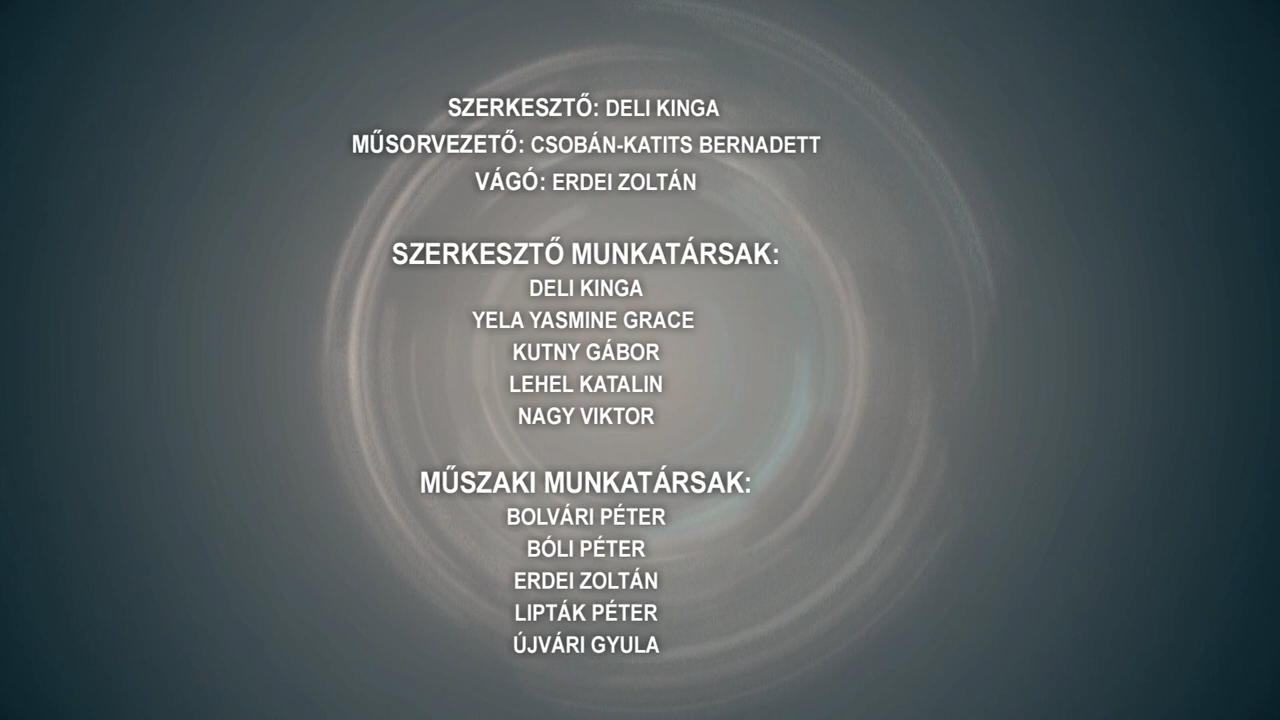 SZERKESZTŐ: DELI KINGA
MŰSORVEZETŐ: CSOBÁN-KATITS BERNADETT
VÁGÓ: ERDEI ZOLTÁN
SZERKESZTŐ MUNKATÁRSAK:
DELI KINGA
YELA YASMINE GRACE
KUTNY GÁBOR
LEHEL KATALIN
NAGY VIKTOR
MŰSZAKI MUNKATÁRSAK:
BOLVÁRI PÉTER
BÓLI PÉTER
ERDEI ZOLTÁN
LIPTÁK PÉTER
ÚJVÁRI GYULA